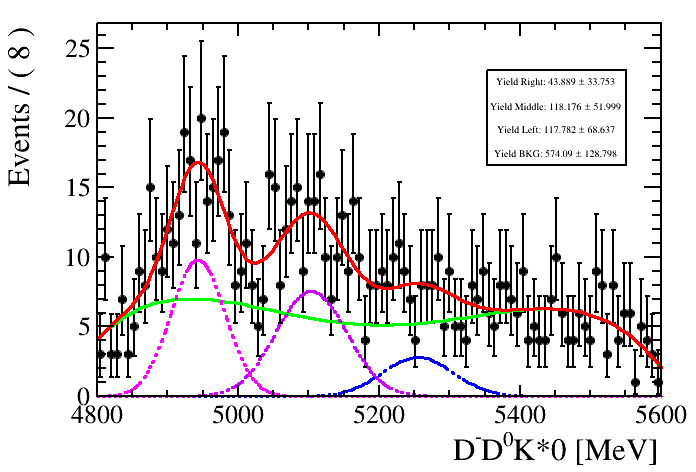 Events / ( 8 )
25
20
15
10
5
0
Yield Right: 43.889 ± 33.753
Yield Middle: 118.176 ± 51.999
Yield Left: 117.782 ± 68.637
Yield BKG: 574.09 ± 128.798
4800 5000 5200 5400 5600
D⁻D⁰K*0 [MeV]